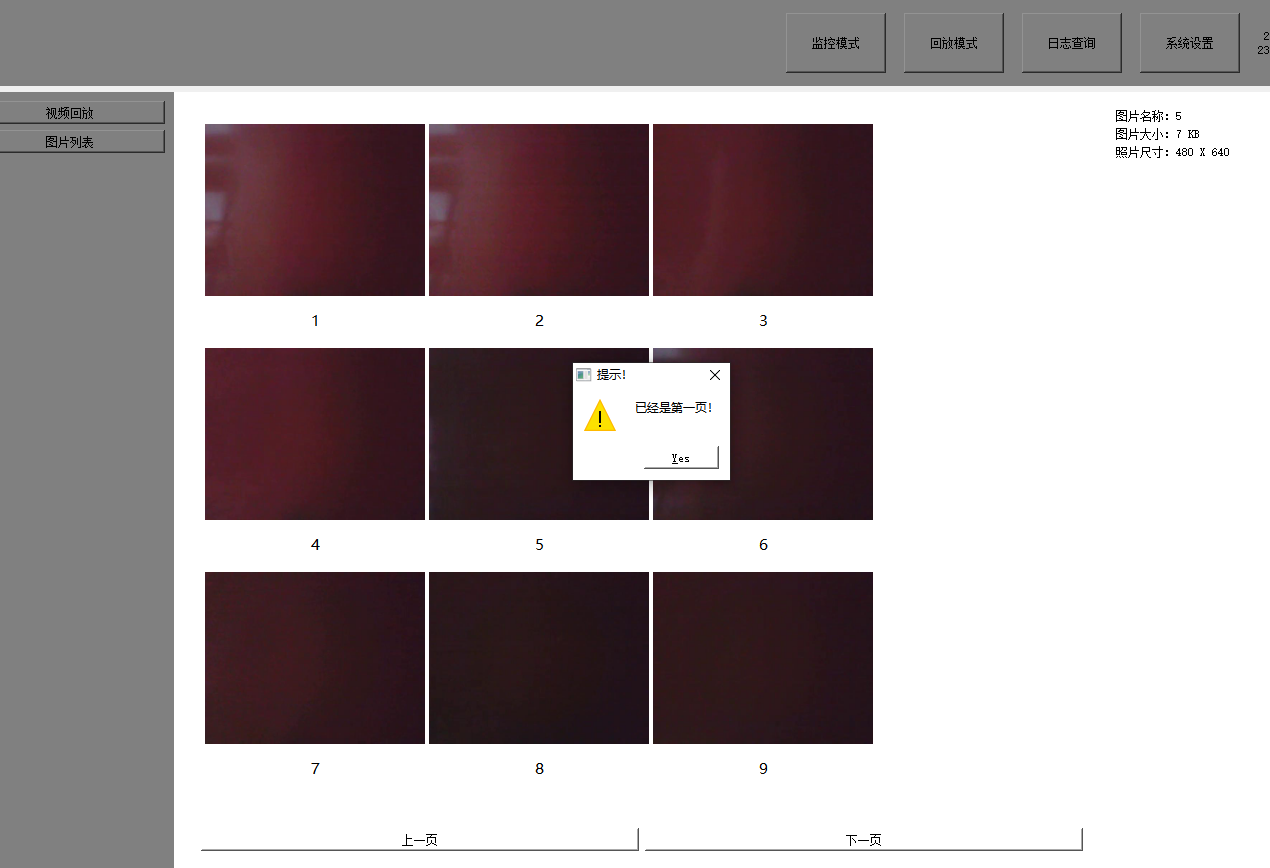 监控模式 回放模式 日志查询 系统设置
2
23
视频回放
图片列表
图片名称：5
图片大小：7 KB
照片尺寸：480 X 640
1 2 3
提示!
已经是第一页!
Yes
4 5 6
7 8 9
上一页 下一页